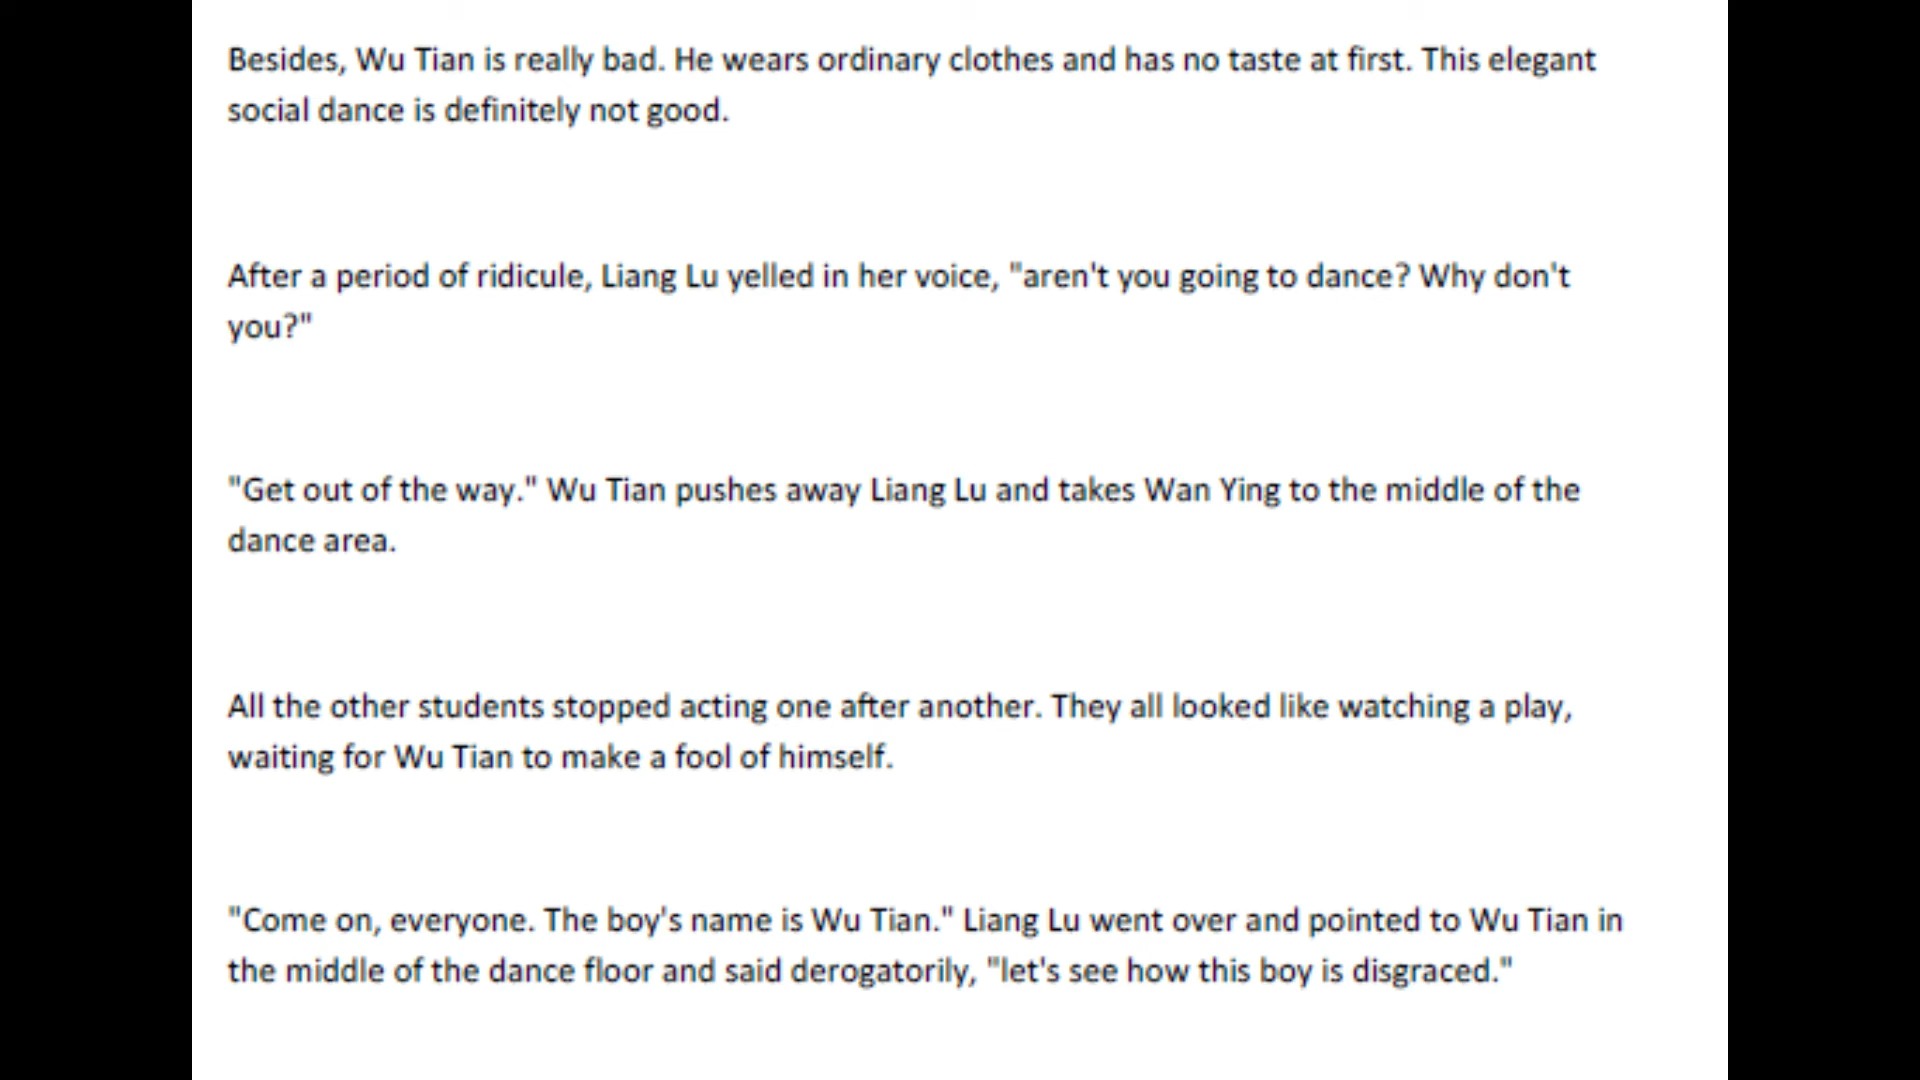 Besides, Wu Tian is really bad. He wears ordinary clothes and has no taste at first. This elegant
social dance is definitely not good.
After a period of ridicule, Liang Lu yelled in her voice, "aren't you going to dance? Why don't
you?"
"Get out of the way." Wu Tian pushes away Liang Lu and takes Wan Ying to the middle of the
dance area.
All the other students stopped acting one after another. They all looked like watching a play,
waiting for Wu Tian to make a fool of himself.
"Come on, everyone. The boy's name is Wu Tian." Liang Lu went over and pointed to Wu Tian in
the middle of the dance floor and said derogatorily, "let's see how this boy is disgraced."